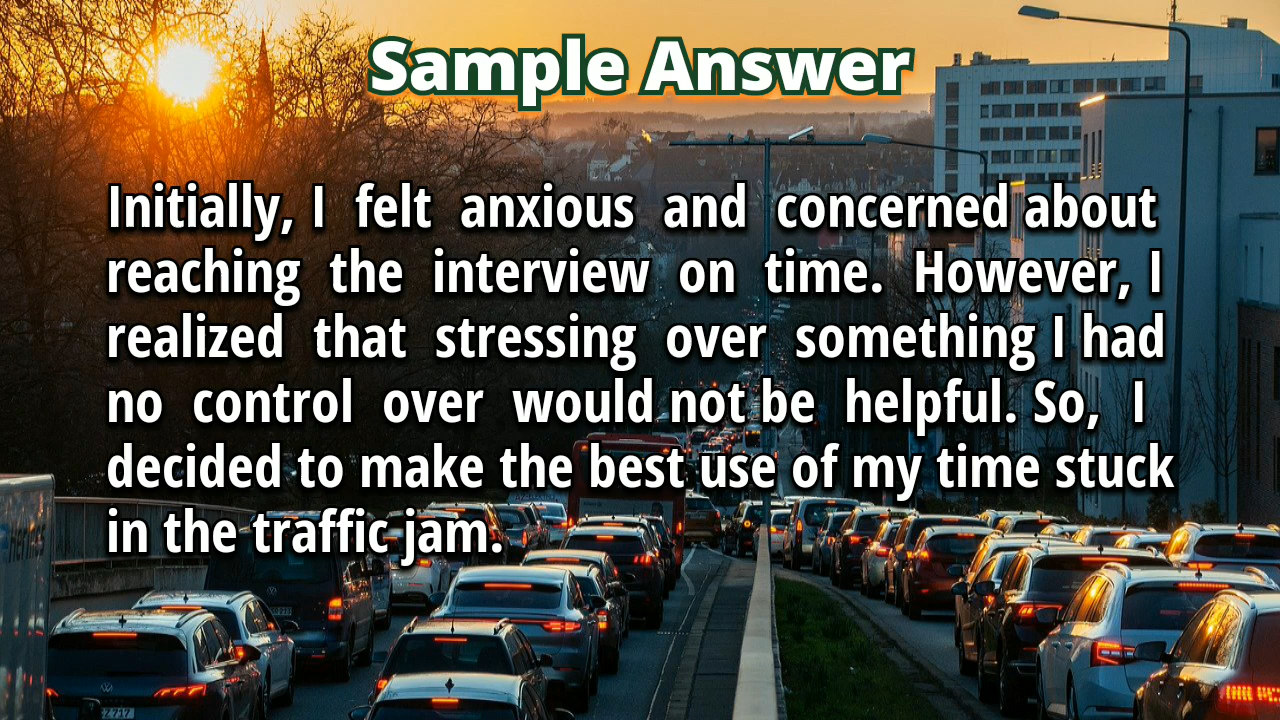 Sample Answer
Initially, I felt anxious and concerned about
reaching the interview on time. However, I
realized that stressing over something I had
no control over would not be helpful. So, I
decided to make the best use of my time stuck
in the traffic jam.